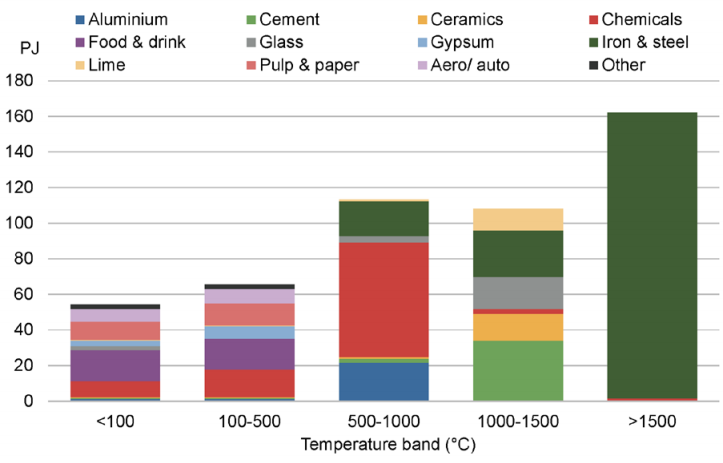 Aluminium Cement Ceramics Chemicals
PJ Food & drink Glass Gypsum Iron & steel
Lime Pulp & paper Aero/ auto Other
180
160
140
120
100
80
60
40
20
0
<100 100-500 500-1000 1000-1500 >1500
Temperature band (°C)